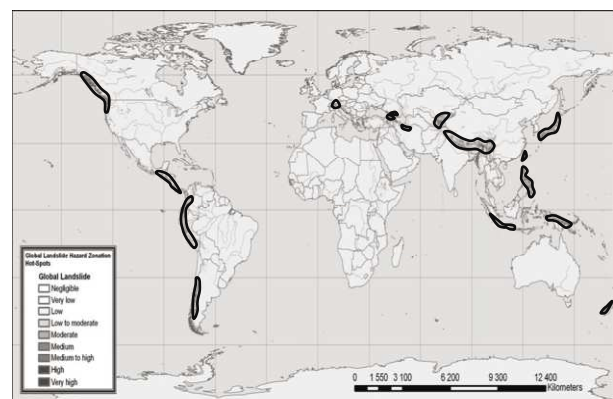 Global Landslide Hazard Zonation
Hot-Spots
Global Landslide
Negligible
Very low
Low
Low to moderate
Moderate
Medium
Medium to high
High
Very high
0 1 550 3 100 6 200 9 300 12 400
Kilometers